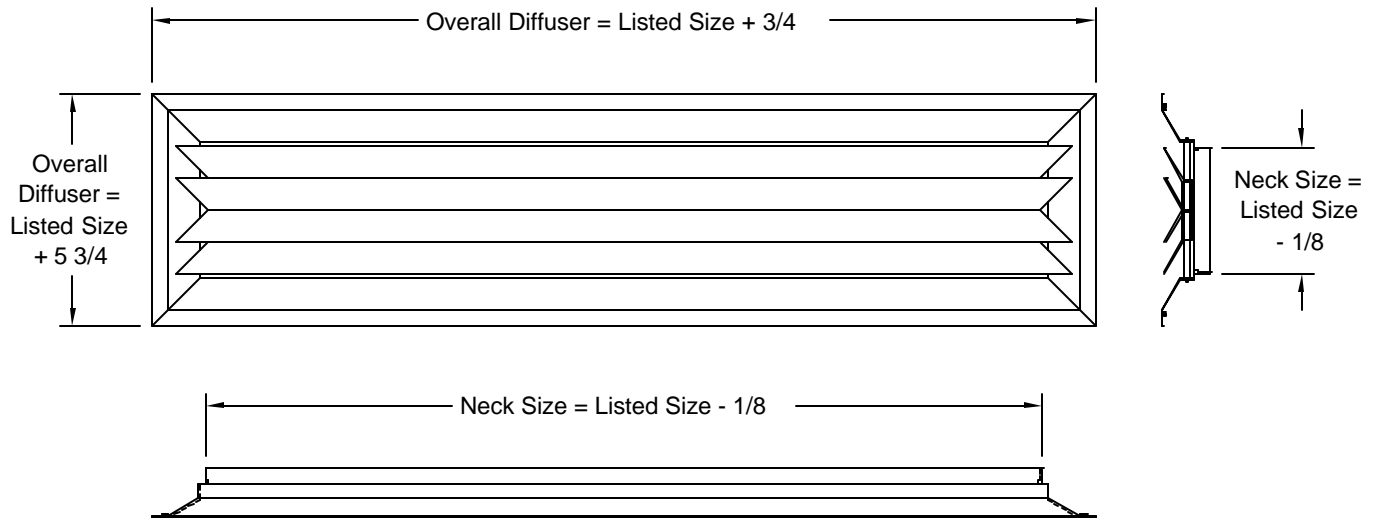 Overall Diffuser = Listed Size + 3/4
Overall
Diffuser =
Listed Size
+ 5 3/4
Neck Size =
Listed Size
- 1/8
Neck Size = Listed Size - 1/8